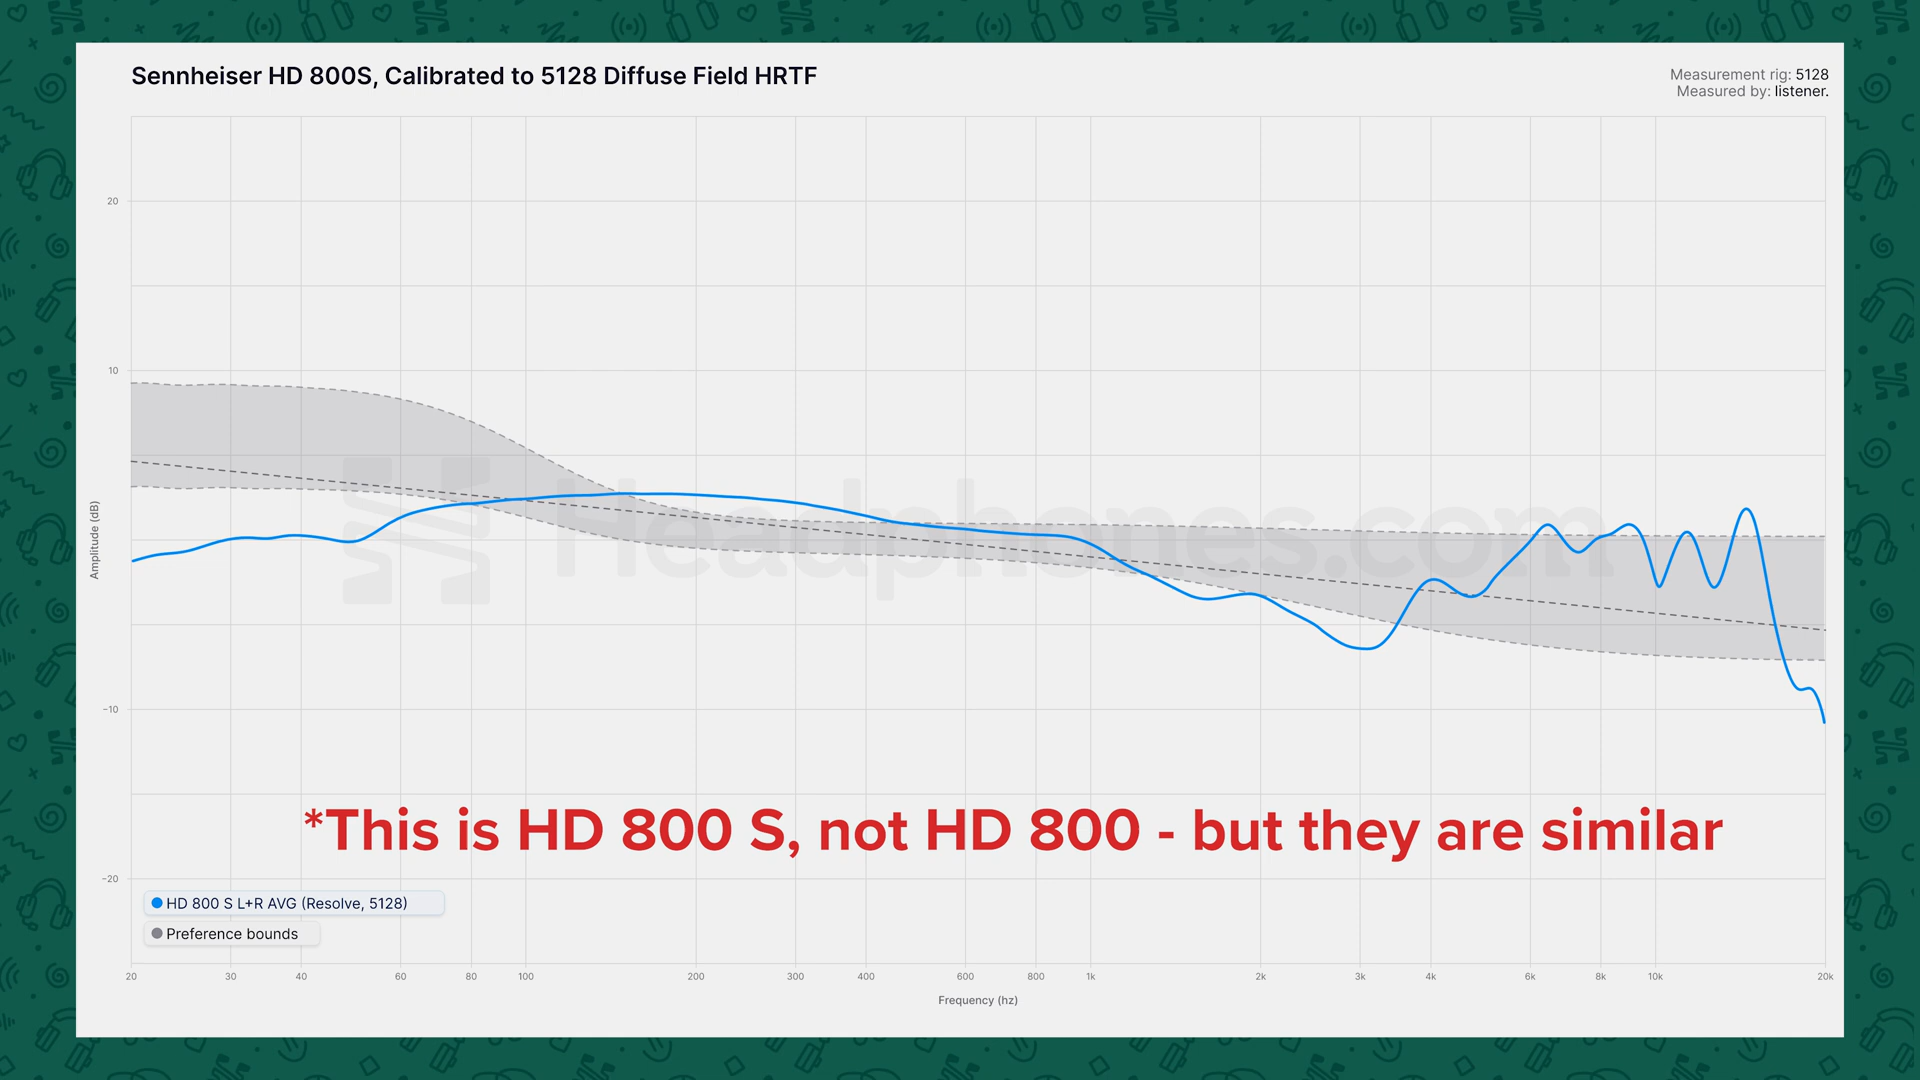 Sennheiser HD 800S, Calibrated to 5128 Diffuse Field HRTF
Measurement rig: 5128
Measured by: listener.
20
10
Amplitude (dB)
−10
−20
Headphones.com
*This is HD 800 S, not HD 800 - but they are similar
HD 800 S L+R AVG (Resolve, 5128)
Preference bounds
20 30 40 60 80 100 200 300 400 600 800 1k 2k 3k 4k 6k 8k 10k 20k
Frequency (hz)